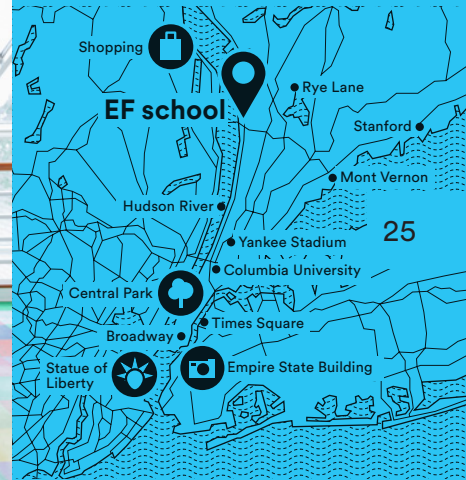 Shopping
Rye Lane
EF school
Stanford
Mont Vernon
Hudson River
25
Yankee Stadium
Columbia University
Central Park
Times Square
Broadway
Statue of
Liberty
Empire State Building